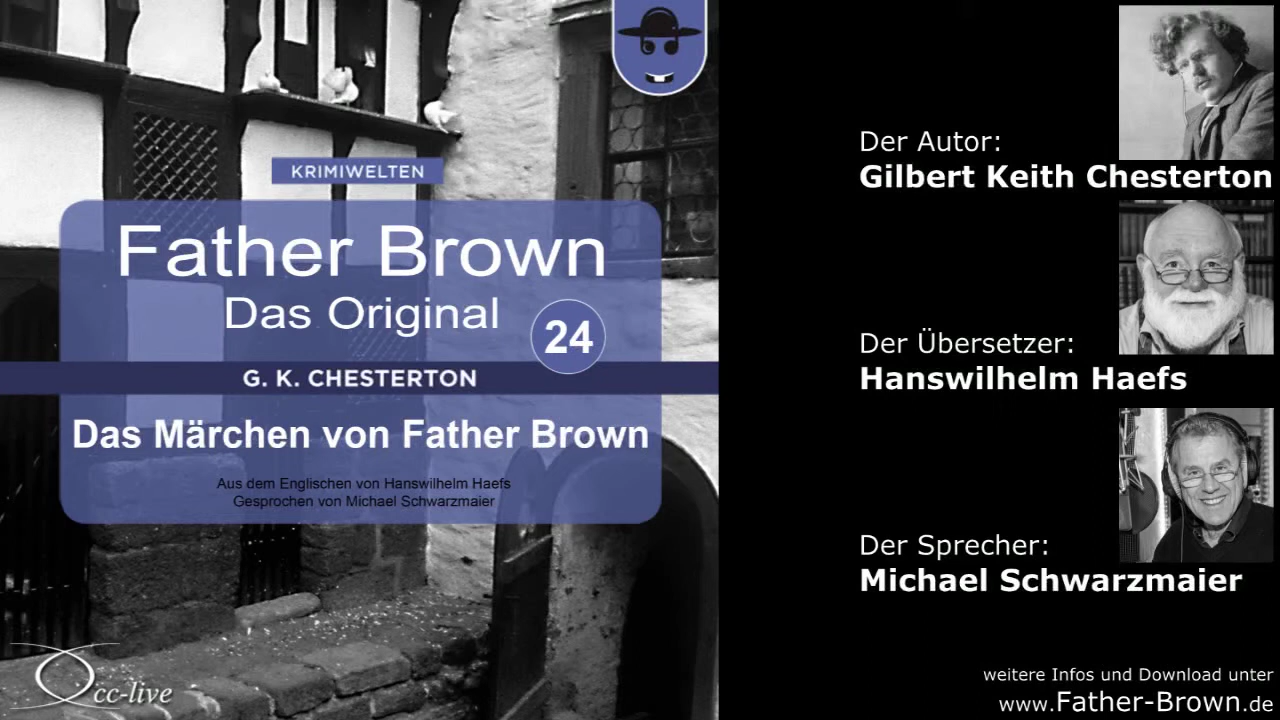 KRIMIWELTEN
Father Brown
Das Original
24
G. K. CHESTERTON
Das Märchen von Father Brown
Aus dem Englischen von Hanswilhelm Haefs
Gesprochen von Michael Schwarzmaier
cc-live
Der Autor:
Gilbert Keith Chesterton
Der Übersetzer:
Hanswilhelm Haefs
Der Sprecher:
Michael Schwarzmaier
weitere Infos und Download unter
www.Father-Brown.de